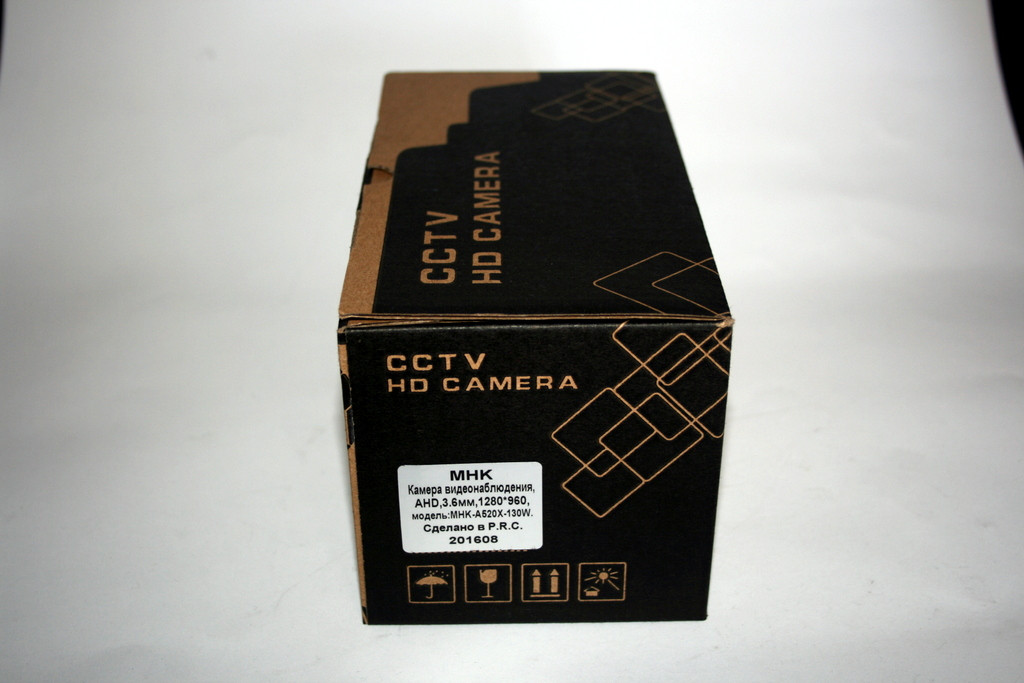 CCTV
HD CAMERA
CCTV
HD CAMERA
МНК
Камера видеонаблюдения,
AHD,3.6мм,1280*960,
модель:MHK-A520X-130W.
Сделано в P.R.C.
201608